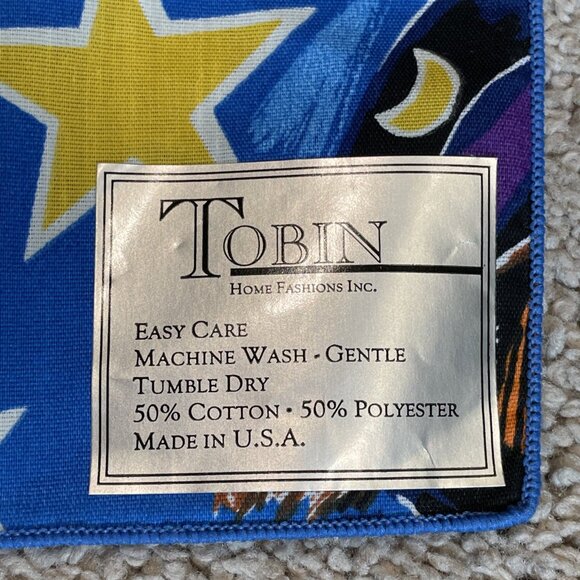 TOBIN
HOME FASHIONS INC.
EASY CARE
MACHINE WASH - GENTLE
TUMBLE DRY
50% COTTON • 50% POLYESTER
MADE IN U.S.A.